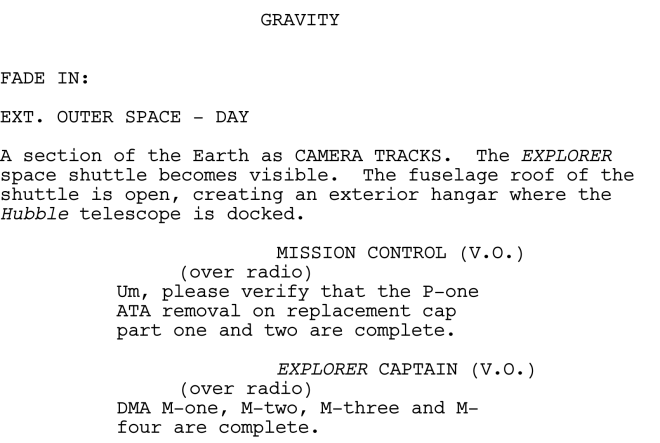 GRAVITY
FADE IN:
EXT. OUTER SPACE - DAY
A section of the Earth as CAMERA TRACKS. The EXPLORER
space shuttle becomes visible. The fuselage roof of the
shuttle is open, creating an exterior hangar where the
Hubble telescope is docked.
MISSION CONTROL (V.O.)
(over radio)
Um, please verify that the P-one
ATA removal on replacement cap
part one and two are complete.
EXPLORER CAPTAIN (V.O.)
(over radio)
DMA M-one, M-two, M-three and M-
four are complete.